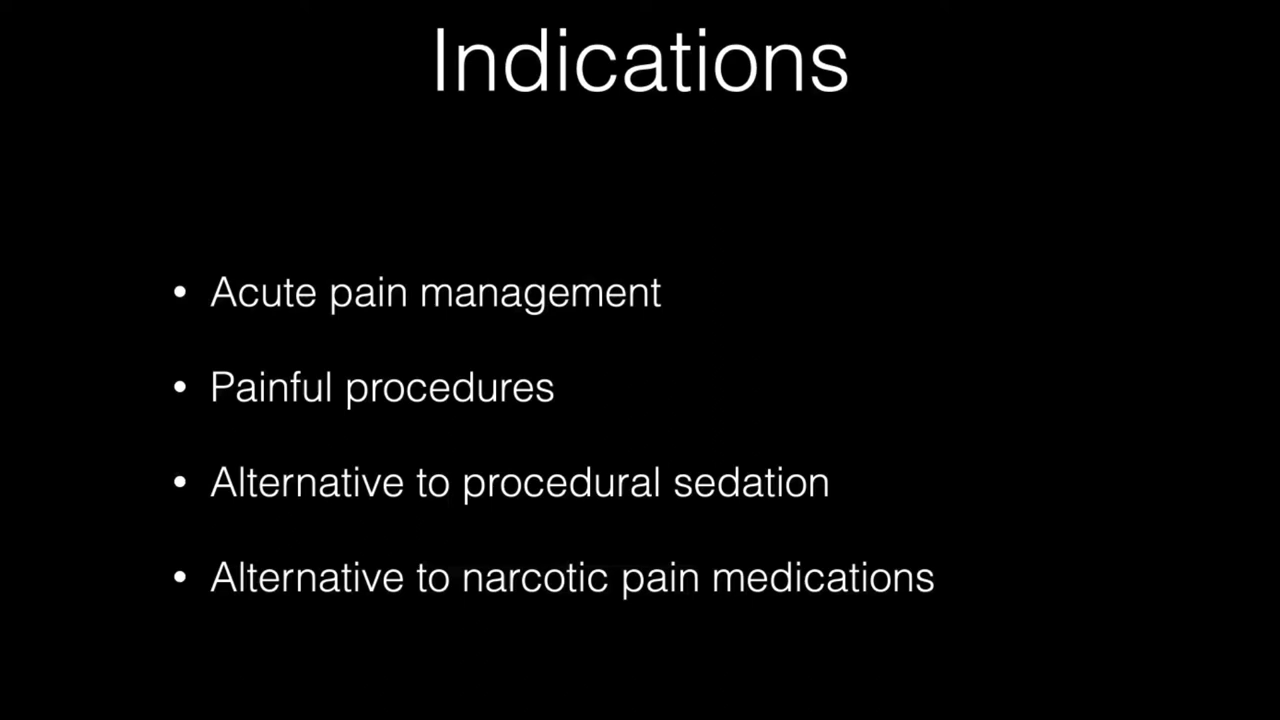 Indications
• Acute pain management
• Painful procedures
• Alternative to procedural sedation
• Alternative to narcotic pain medications